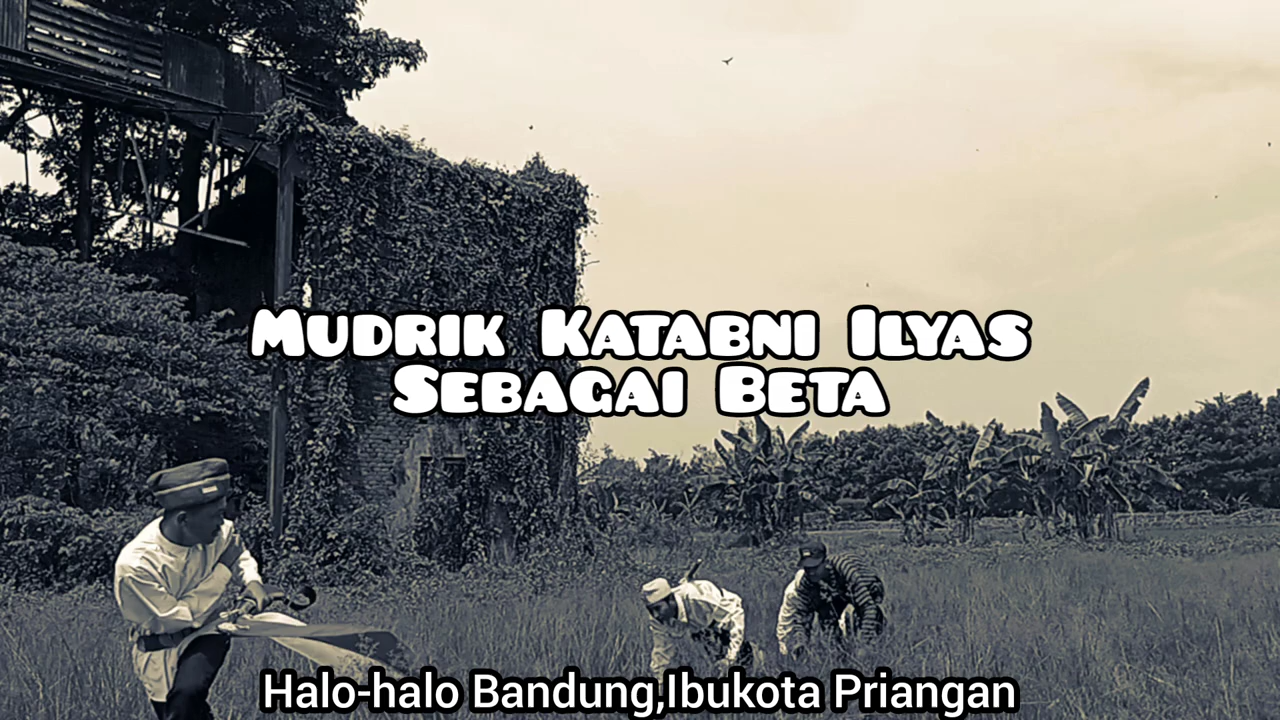 Mudrik Katabni Ilyas
Sebagai Beta
Halo-halo Bandung,Ibukota Priangan